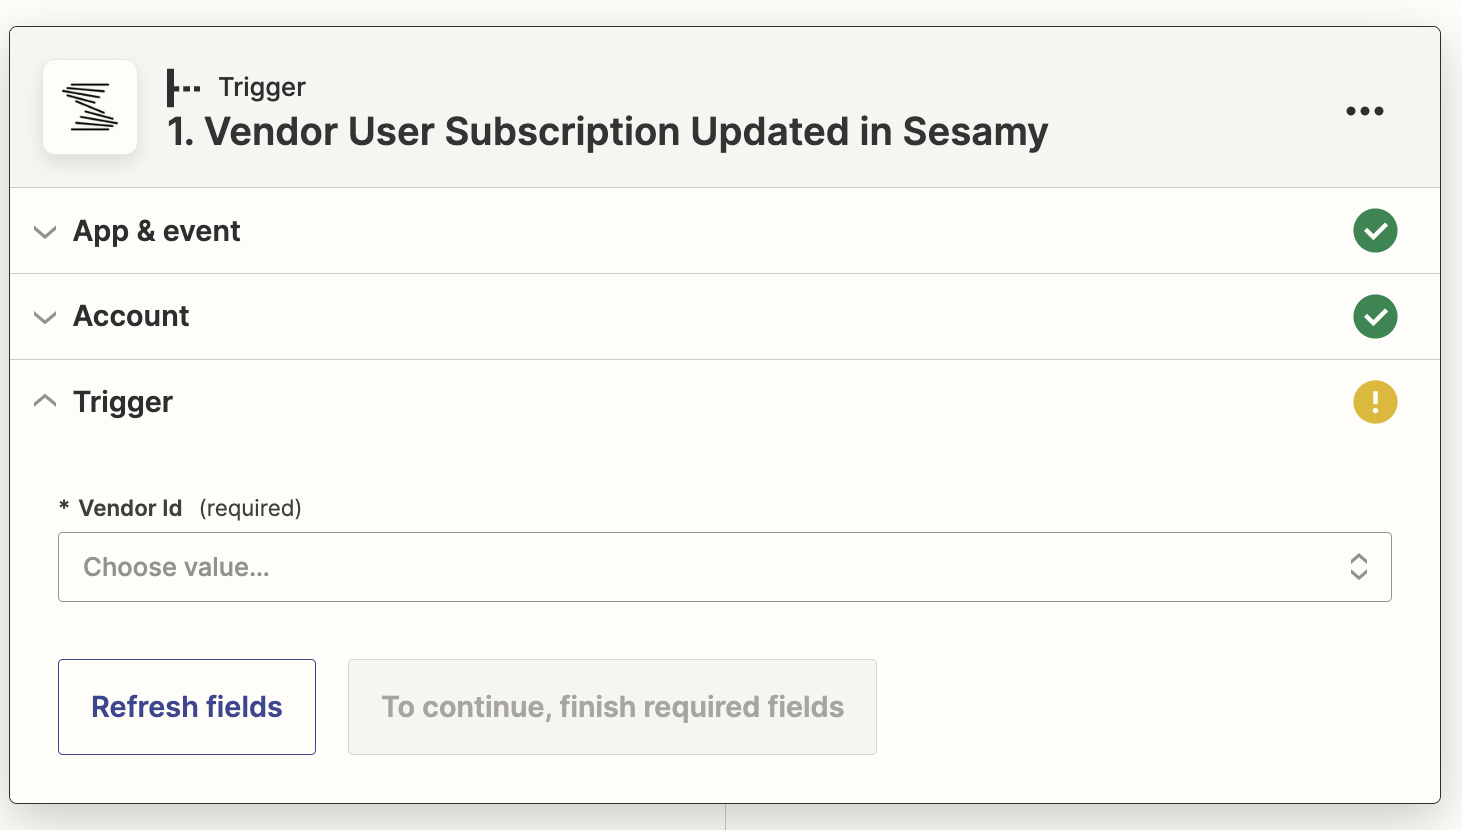 Trigger
1. Vendor User Subscription Updated in Sesamy
App & event
Account
Trigger
* Vendor Id (required)
Choose value...
Refresh fields
To continue, finish required fields